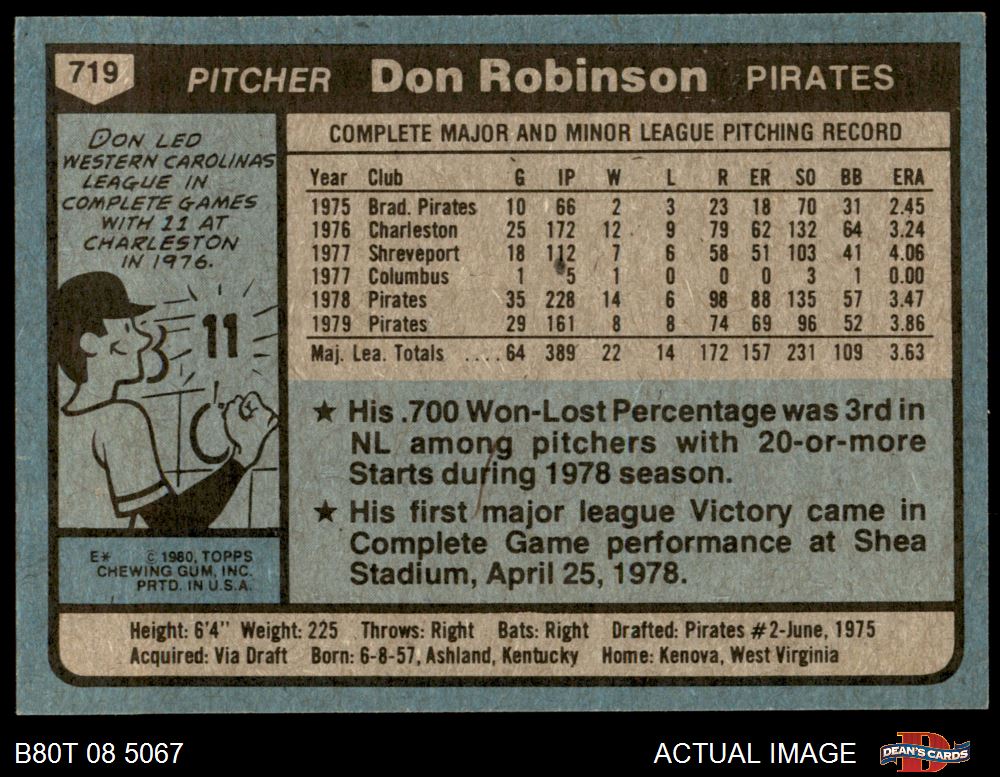 719 PITCHER Don Robinson PIRATES
DON LED
WESTERN CAROLINAS
LEAGUE IN
COMPLETE GAMES
WITH 11 AT
CHARLESTON
IN 1976.
11
E* © 1980, TOPPS
CHEWING GUM, INC.
PRTD. IN U.S.A.
COMPLETE MAJOR AND MINOR LEAGUE PITCHING RECORD
Year Club G IP W L R ER SO BB ERA
1975 Brad. Pirates 10 66 2 3 23 18 70 31 2.45
1976 Charleston 25 172 12 9 79 62 132 64 3.24
1977 Shreveport 18 112 7 6 58 51 103 41 4.06
1977 Columbus 1 5 1 0 0 0 3 1 0.00
1978 Pirates 35 228 14 6 98 88 135 57 3.47
1979 Pirates 29 161 8 8 74 69 96 52 3.86
Maj. Lea. Totals .... 64 389 22 14 172 157 231 109 3.63
★ His .700 Won-Lost Percentage was 3rd in
NL among pitchers with 20-or-more
Starts during 1978 season.
★ His first major league Victory came in
Complete Game performance at Shea
Stadium, April 25, 1978.
Height: 6'4" Weight: 225 Throws: Right Bats: Right Drafted: Pirates #2-June, 1975
Acquired: Via Draft Born: 6-8-57, Ashland, Kentucky Home: Kenova, West Virginia
B80T 08 5067 ACTUAL IMAGE D DEAN'S CARDS